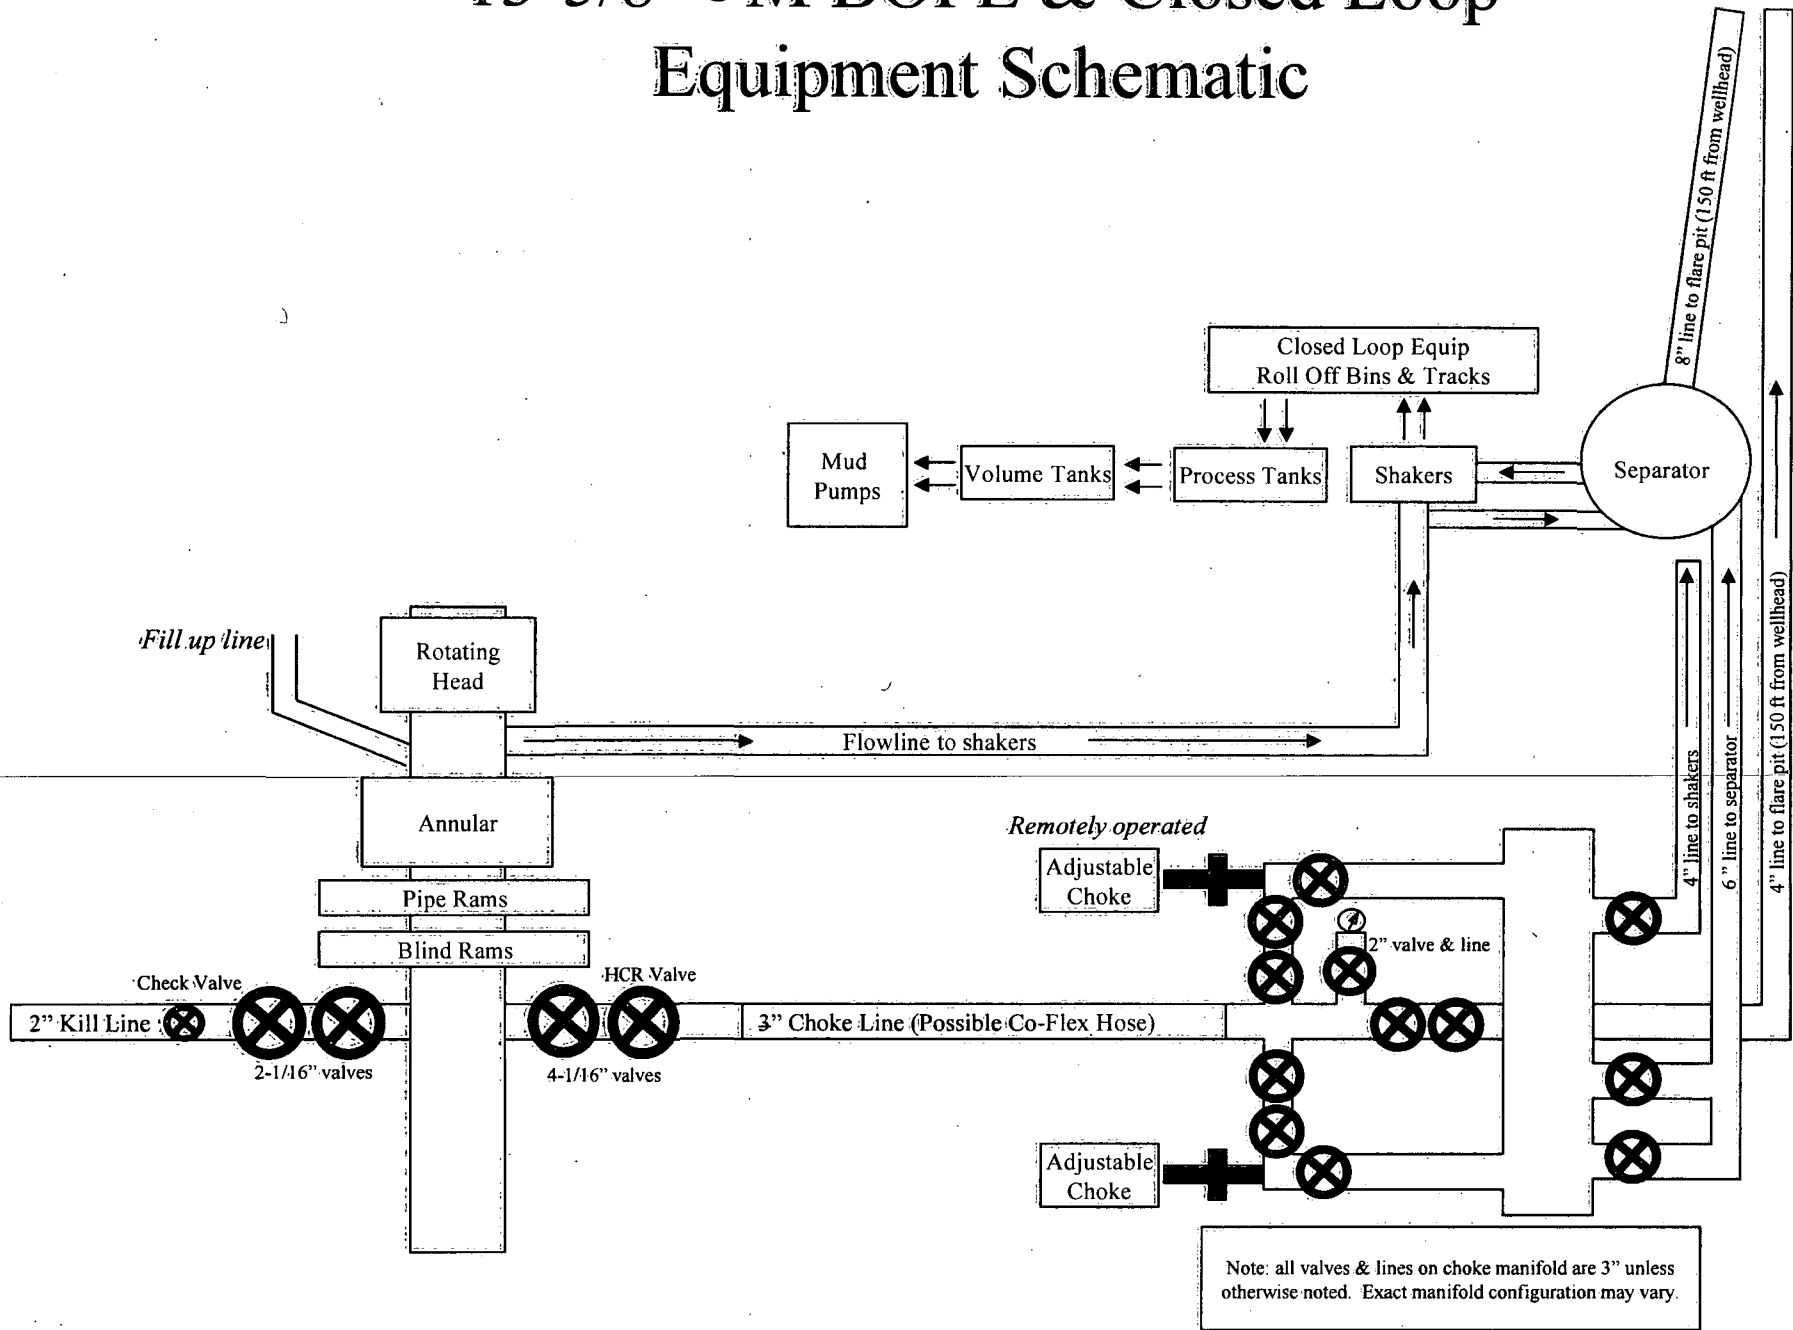 BOPE & Closed Loop
Equipment Schematic
8” line to flare pit (150 ft from wellhead)
Closed Loop Equip
Roll Off Bins & Tracks
Mud
Pumps
Volume Tanks
Process Tanks
Shakers
Separator
Fill up line
Rotating
Head
Flowline to shakers
4” line to shakers
6” line to separator
4” line to flare pit (150 ft from wellhead)
Annular
Remotely operated
Adjustable
Choke
Pipe Rams
2” valve & line
Blind Rams
Check Valve
HCR Valve
2” Kill Line
3” Choke Line (Possible Co-Flex Hose)
2-1/16” valves
4-1/16” valves
Adjustable
Choke
Note: all valves & lines on choke manifold are 3” unless
otherwise noted. Exact manifold configuration may vary.